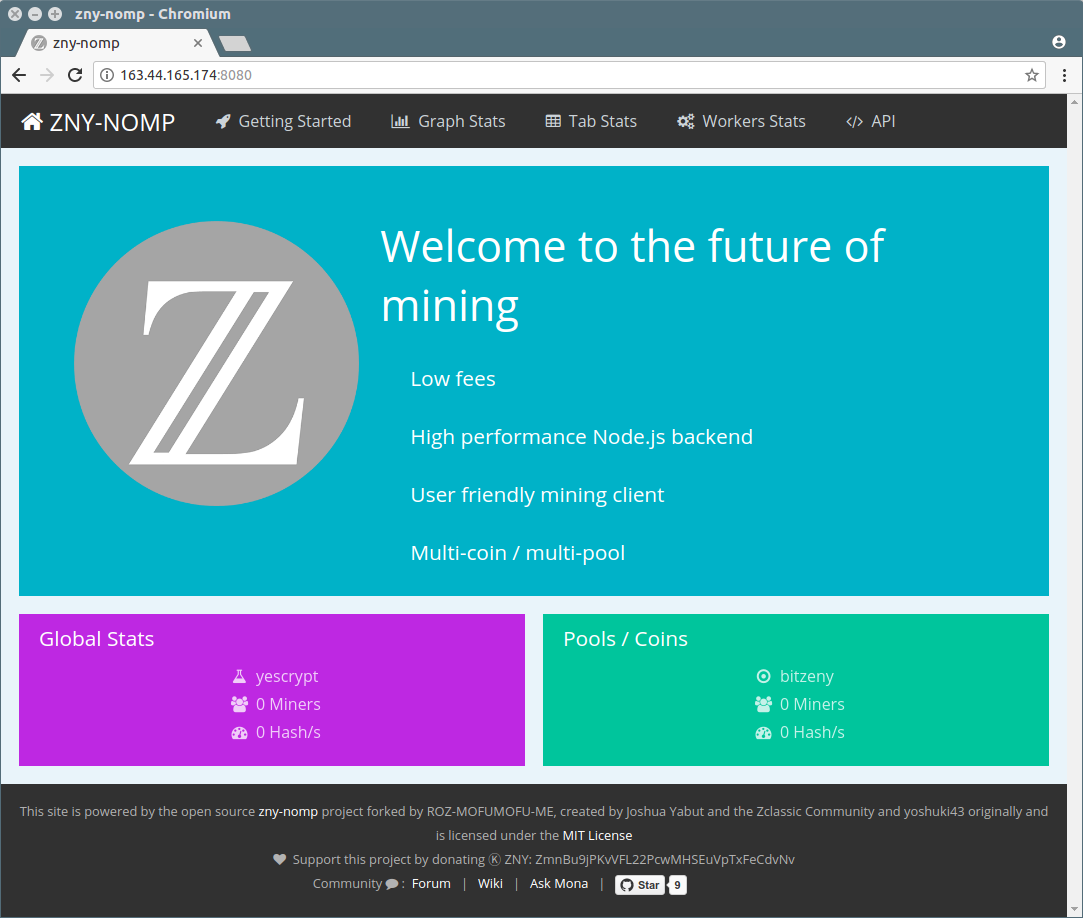 zny-nomp - Chromium
zny-nomp
163.44.165.174:8080
ZNY-NOMP Getting Started Graph Stats Tab Stats Workers Stats </> API
Welcome to the future of
mining
Low fees
High performance Node.js backend
User friendly mining client
Multi-coin / multi-pool
Global Stats
yescrypt
0 Miners
0 Hash/s
Pools / Coins
bitzeny
0 Miners
0 Hash/s
This site is powered by the open source zny-nomp project forked by ROZ-MOFUMOFU-ME, created by Joshua Yabut and the Zclassic Community and yoshuki43 originally and
is licensed under the MIT License
Support this project by donating Ⓚ ZNY: ZmnBu9jPKvVFL22PcwMHSEuVpTxFeCdvNv
Community : Forum | Wiki | Ask Mona | Star 9